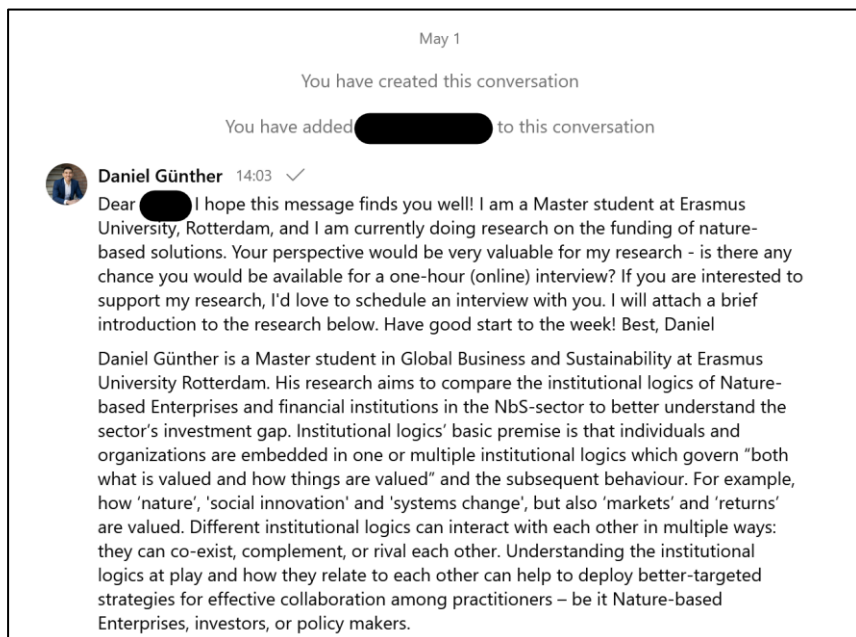 May 1
You have created this conversation
You have added to this conversation
Daniel Günther 14:03
Dear I hope this message finds you well! I am a Master student at Erasmus
University, Rotterdam, and I am currently doing research on the funding of nature-
based solutions. Your perspective would be very valuable for my research - is there any
chance you would be available for a one-hour (online) interview? If you are interested to
support my research, I'd love to schedule an interview with you. I will attach a brief
introduction to the research below. Have good start to the week! Best, Daniel
Daniel Günther is a Master student in Global Business and Sustainability at Erasmus
University Rotterdam. His research aims to compare the institutional logics of Nature-
based Enterprises and financial institutions in the NbS-sector to better understand the
sector's investment gap. Institutional logics' basic premise is that individuals and
organizations are embedded in one or multiple institutional logics which govern “both
what is valued and how things are valued” and the subsequent behaviour. For example,
how ‘nature’, 'social innovation' and 'systems change', but also ‘markets’ and ‘returns’
are valued. Different institutional logics can interact with each other in multiple ways:
they can co-exist, complement, or rival each other. Understanding the institutional
logics at play and how they relate to each other can help to deploy better-targeted
strategies for effective collaboration among practitioners – be it Nature-based
Enterprises, investors, or policy makers.